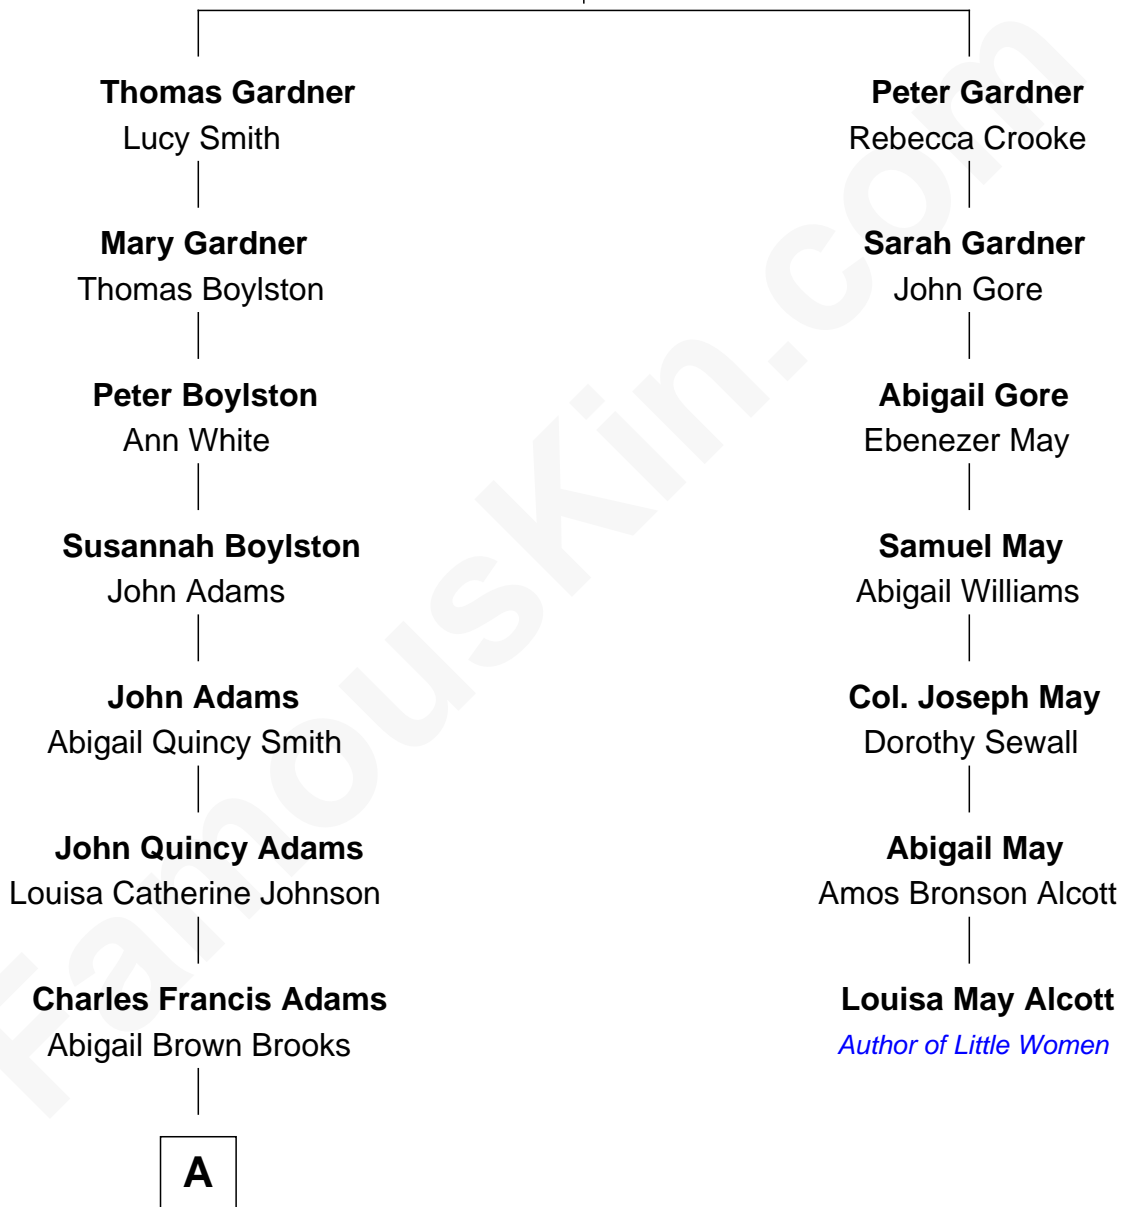 Thomas Gardner
Lucy Smith
Mary Gardner
Thomas Boylston
Peter Boylston
Ann White
Susannah Boylston
John Adams
John Adams
Abigail Quincy Smith
John Quincy Adams
Louisa Catherine Johnson
Charles Francis Adams
Abigail Brown Brooks
A
Peter Gardner
Rebecca Crooke
Sarah Gardner
John Gore
Abigail Gore
Ebenezer May
Samuel May
Abigail Williams
Col. Joseph May
Dorothy Sewall
Abigail May
Amos Bronson Alcott
Louisa May Alcott
Author of Little Women
FamousKin.com